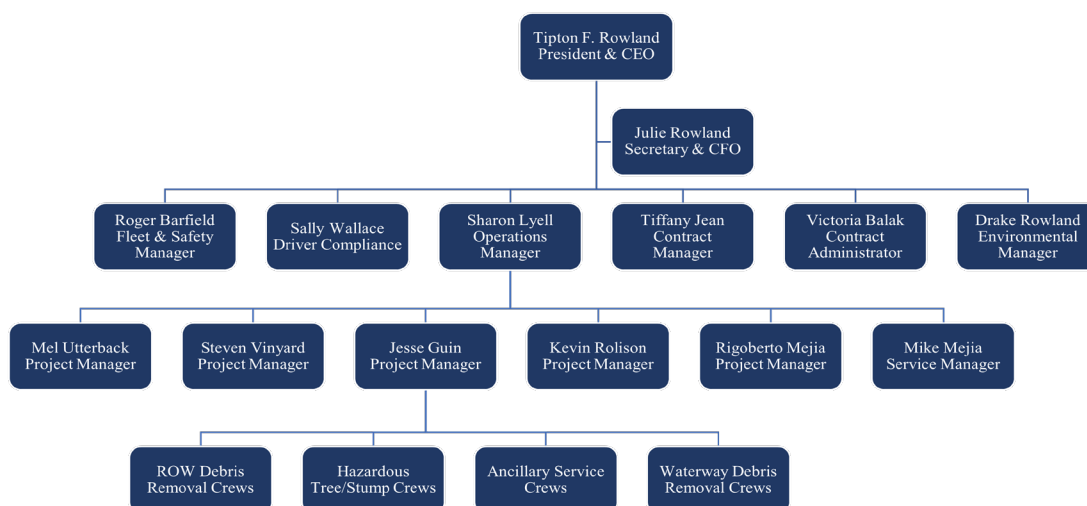 Tipton F. Rowland
President & CEO
Julie Rowland
Secretary & CFO
Roger Barfield
Fleet & Safety
Manager
Sally Wallace
Driver Compliance
Sharon Lyell
Operations
Manager
Tiffany Jean
Contract
Manager
Victoria Balak
Contract
Administrator
Drake Rowland
Environmental
Manager
Mel Utterback
Project Manager
Steven Vinyard
Project Manager
Jesse Guin
Project Manager
Kevin Rolison
Project Manager
Rigoberto Mejia
Project Manager
Mike Mejia
Service Manager
ROW Debris
Removal Crews
Hazardous
Tree/Stump Crews
Ancillary Service
Crews
Waterway Debris
Removal Crews